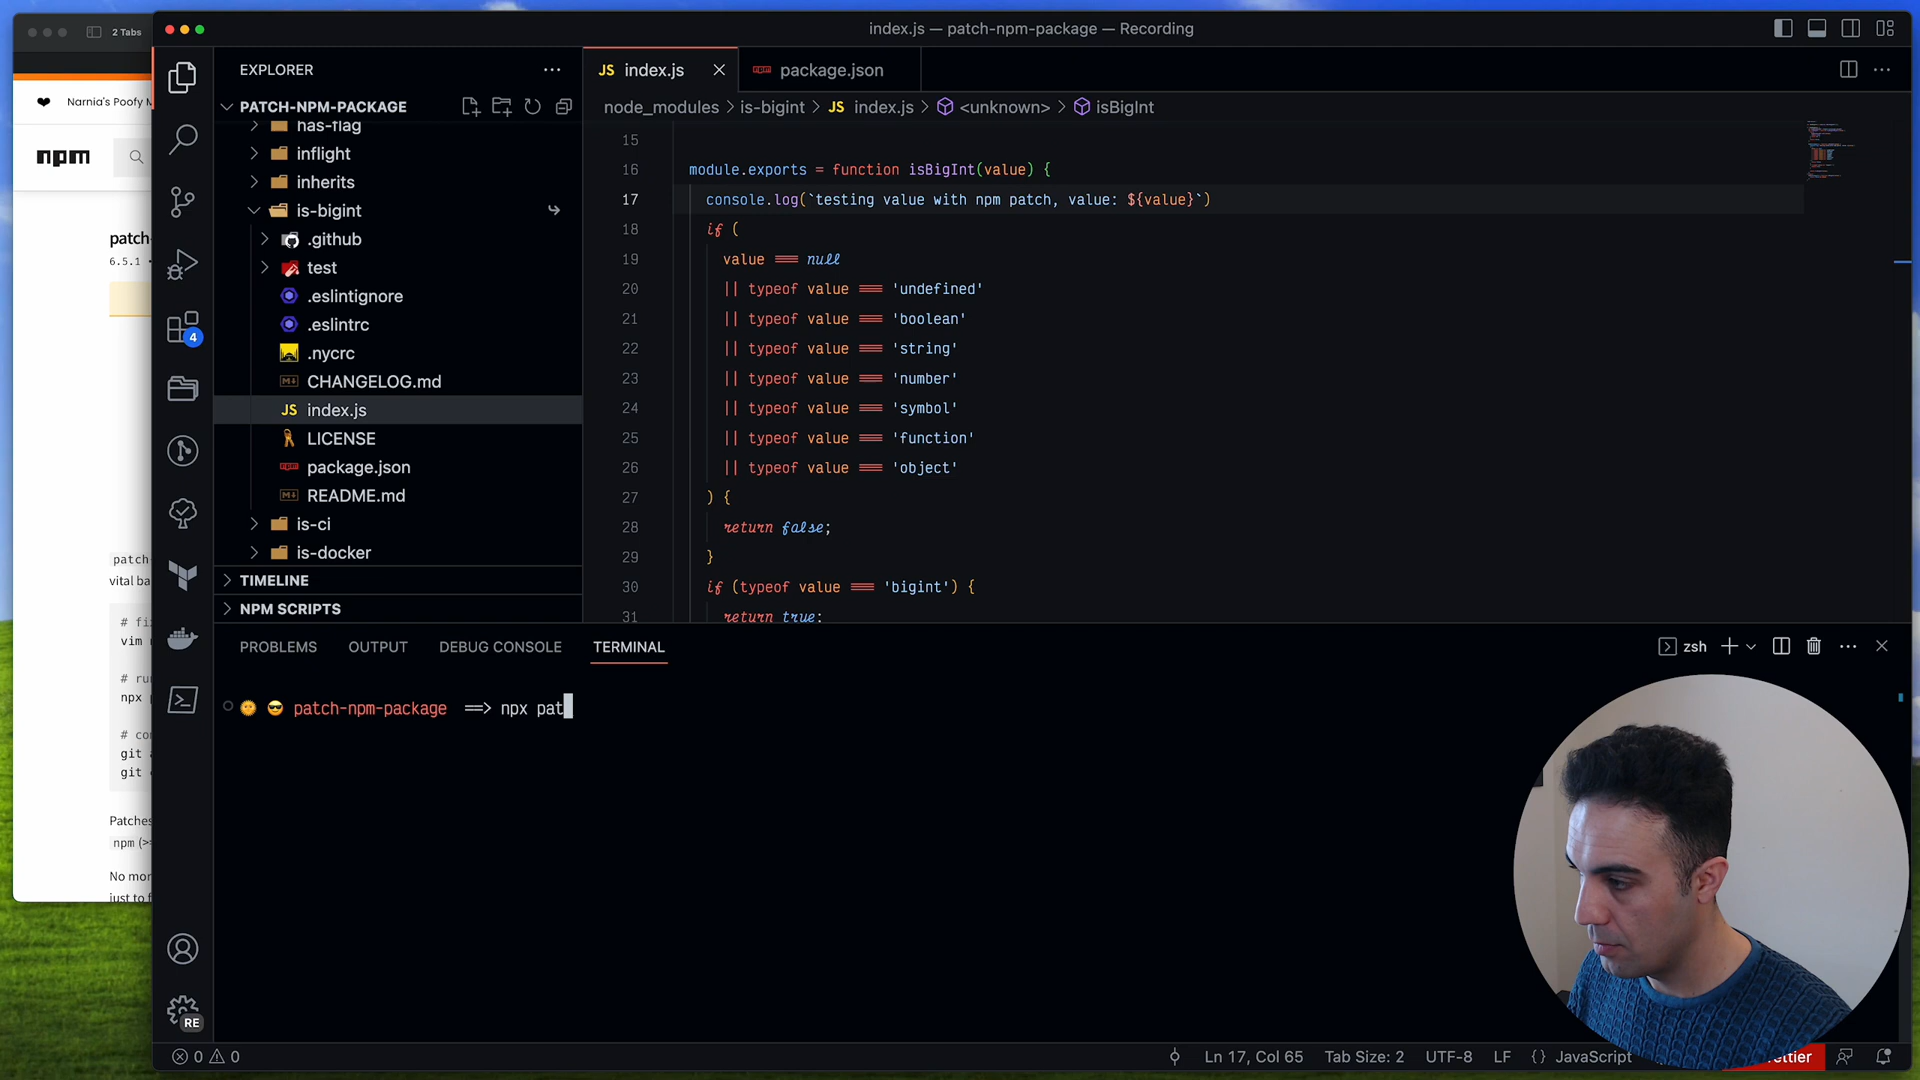 2 Tabs
Narnia's Poofy M
npm
patch-
6.5.1 •
patch-
vital ba
# fi
vim
# ru
npx p
# co
git a
git c
Patches
npm (>=
No mor
just to f
index.js — patch-npm-package — Recording
EXPLORER
PATCH-NPM-PACKAGE
has-flag
inflight
inherits
is-bigint
.github
test
.eslintignore
.eslintrc
.nycrc
CHANGELOG.md
JS index.js
LICENSE
package.json
README.md
is-ci
is-docker
TIMELINE
NPM SCRIPTS
4
RE
JS index.js
package.json
node_modules > is-bigint > JS index.js > <unknown> > isBigInt
15
16 module.exports = function isBigInt(value) {
17 console.log(`testing value with npm patch, value: ${value}`)
18 if (
19 value === null
20 || typeof value === 'undefined'
21 || typeof value === 'boolean'
22 || typeof value === 'string'
23 || typeof value === 'number'
24 || typeof value === 'symbol'
25 || typeof value === 'function'
26 || typeof value === 'object'
27 ) {
28 return false;
29 }
30 if (typeof value === 'bigint') {
31 return true;
PROBLEMS OUTPUT DEBUG CONSOLE TERMINAL
zsh
patch-npm-package ==> npx pat
0 0
Ln 17, Col 65 Tab Size: 2 UTF-8 LF {} JavaScript
ettier